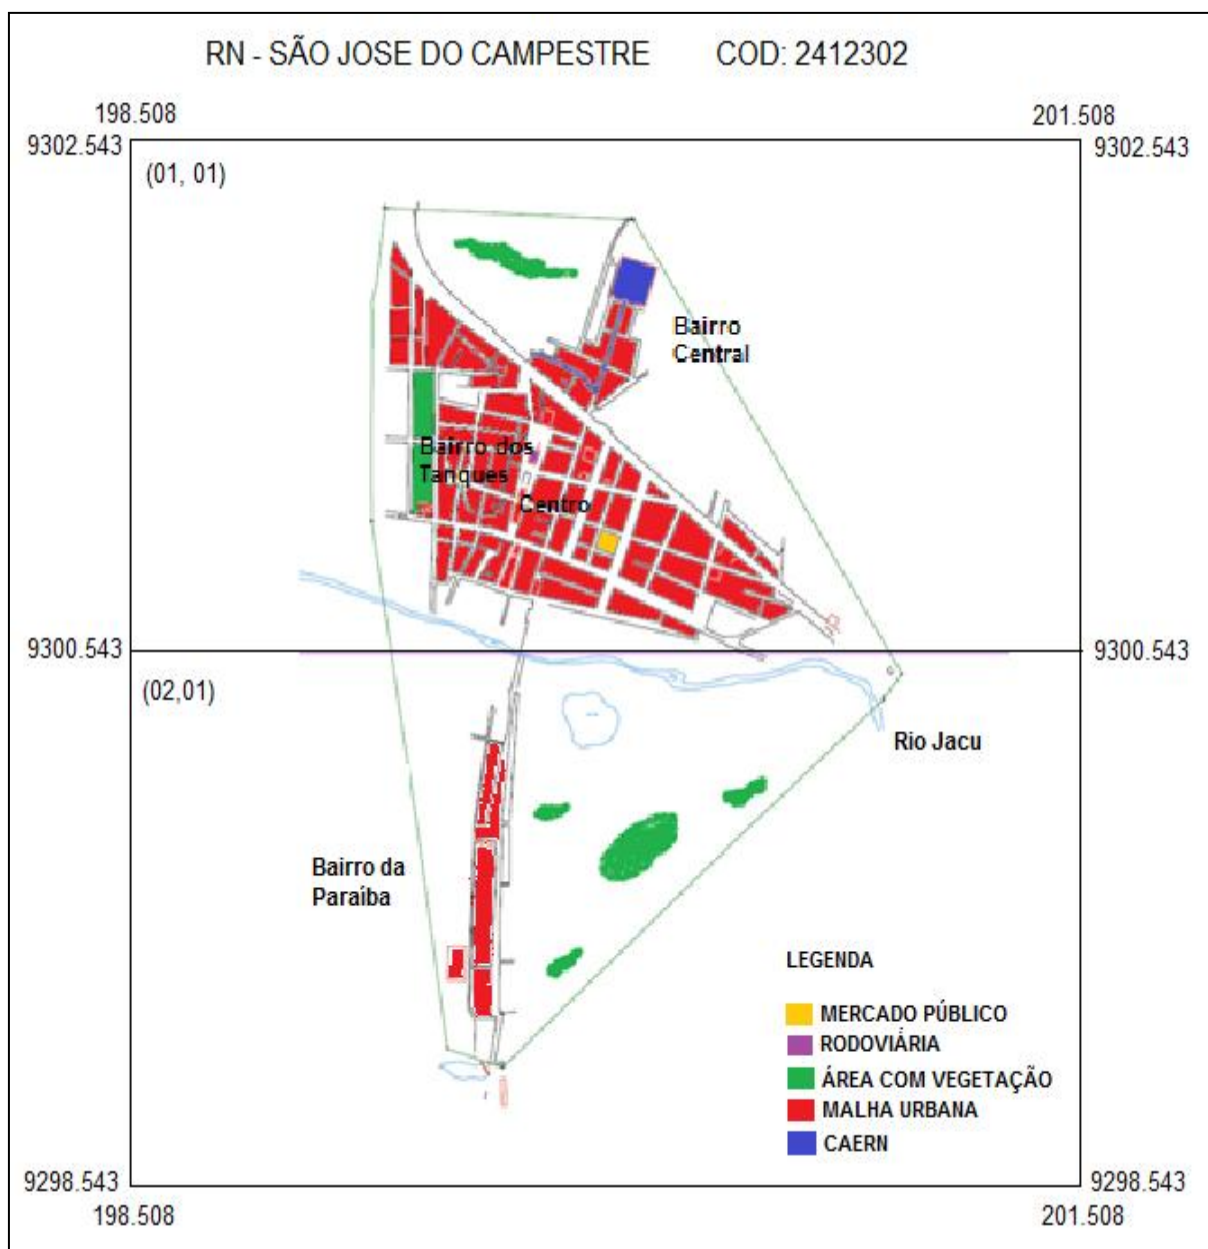 RN - SÃO JOSE DO CAMPESTRE COD: 2412302
198.508 201.508
9302.543 9302.543
(01, 01)
Bairro
Central
Bairro dos
Tanques
Centro
9300.543 9300.543
(02,01)
Rio Jacu
Bairro da
Paraíba
LEGENDA
MERCADO PÚBLICO
RODOVIÁRIA
ÁREA COM VEGETAÇÃO
MALHA URBANA
CAERN
9298.543 9298.543
198.508 201.508